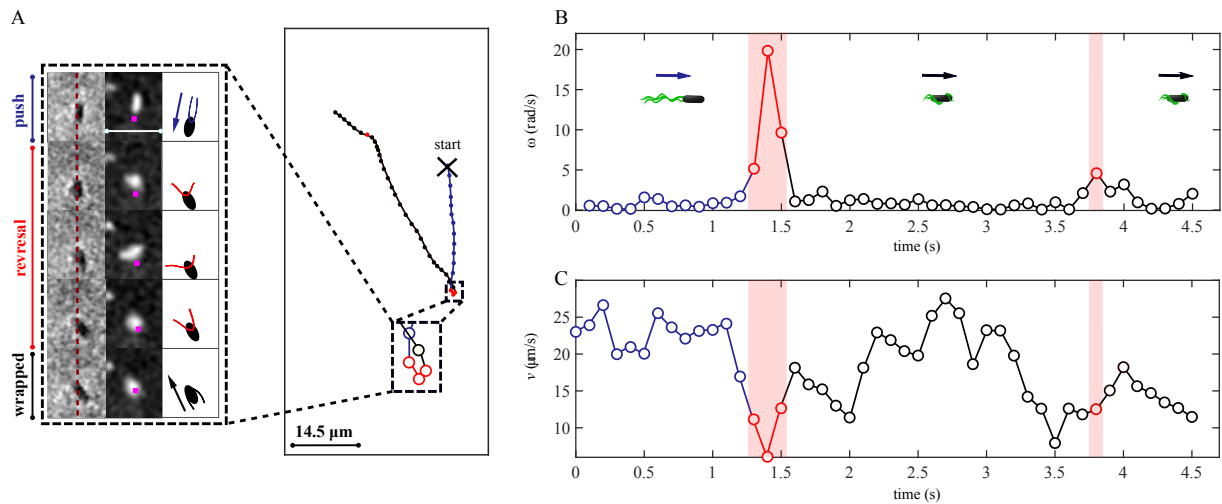 A
push
revresal
wrapped
start
14.5 µm
B
ω (rad/s)
20
15
10
5
0
0 0.5 1 1.5 2 2.5 3 3.5 4 4.5
time (s)
C
v (µm/s)
25
20
15
10
0 0.5 1 1.5 2 2.5 3 3.5 4 4.5
time (s)